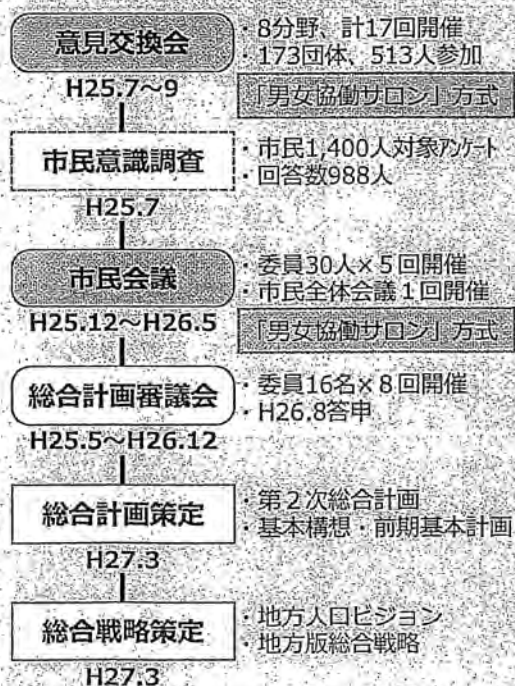 意見交換会
・8分野、計17回開催
・173団体、513人参加
H25.7～9
「男女協働サロン」方式
市民意識調査
・市民1,400人対象ｱﾝｹｰﾄ
・回答数988人
H25.7
市民会議
・委員30人×5回開催
・市民全体会議1回開催
H25.12～H26.5
「男女協働サロン」方式
総合計画審議会
・委員16名×8回開催
・H26.8答申
H25.5～H26.12
総合計画策定
・第2次総合計画
・基本構想・前期基本計画
H27.3
総合戦略策定
・地方人口ビジョン
・地方版総合戦略
H27.3